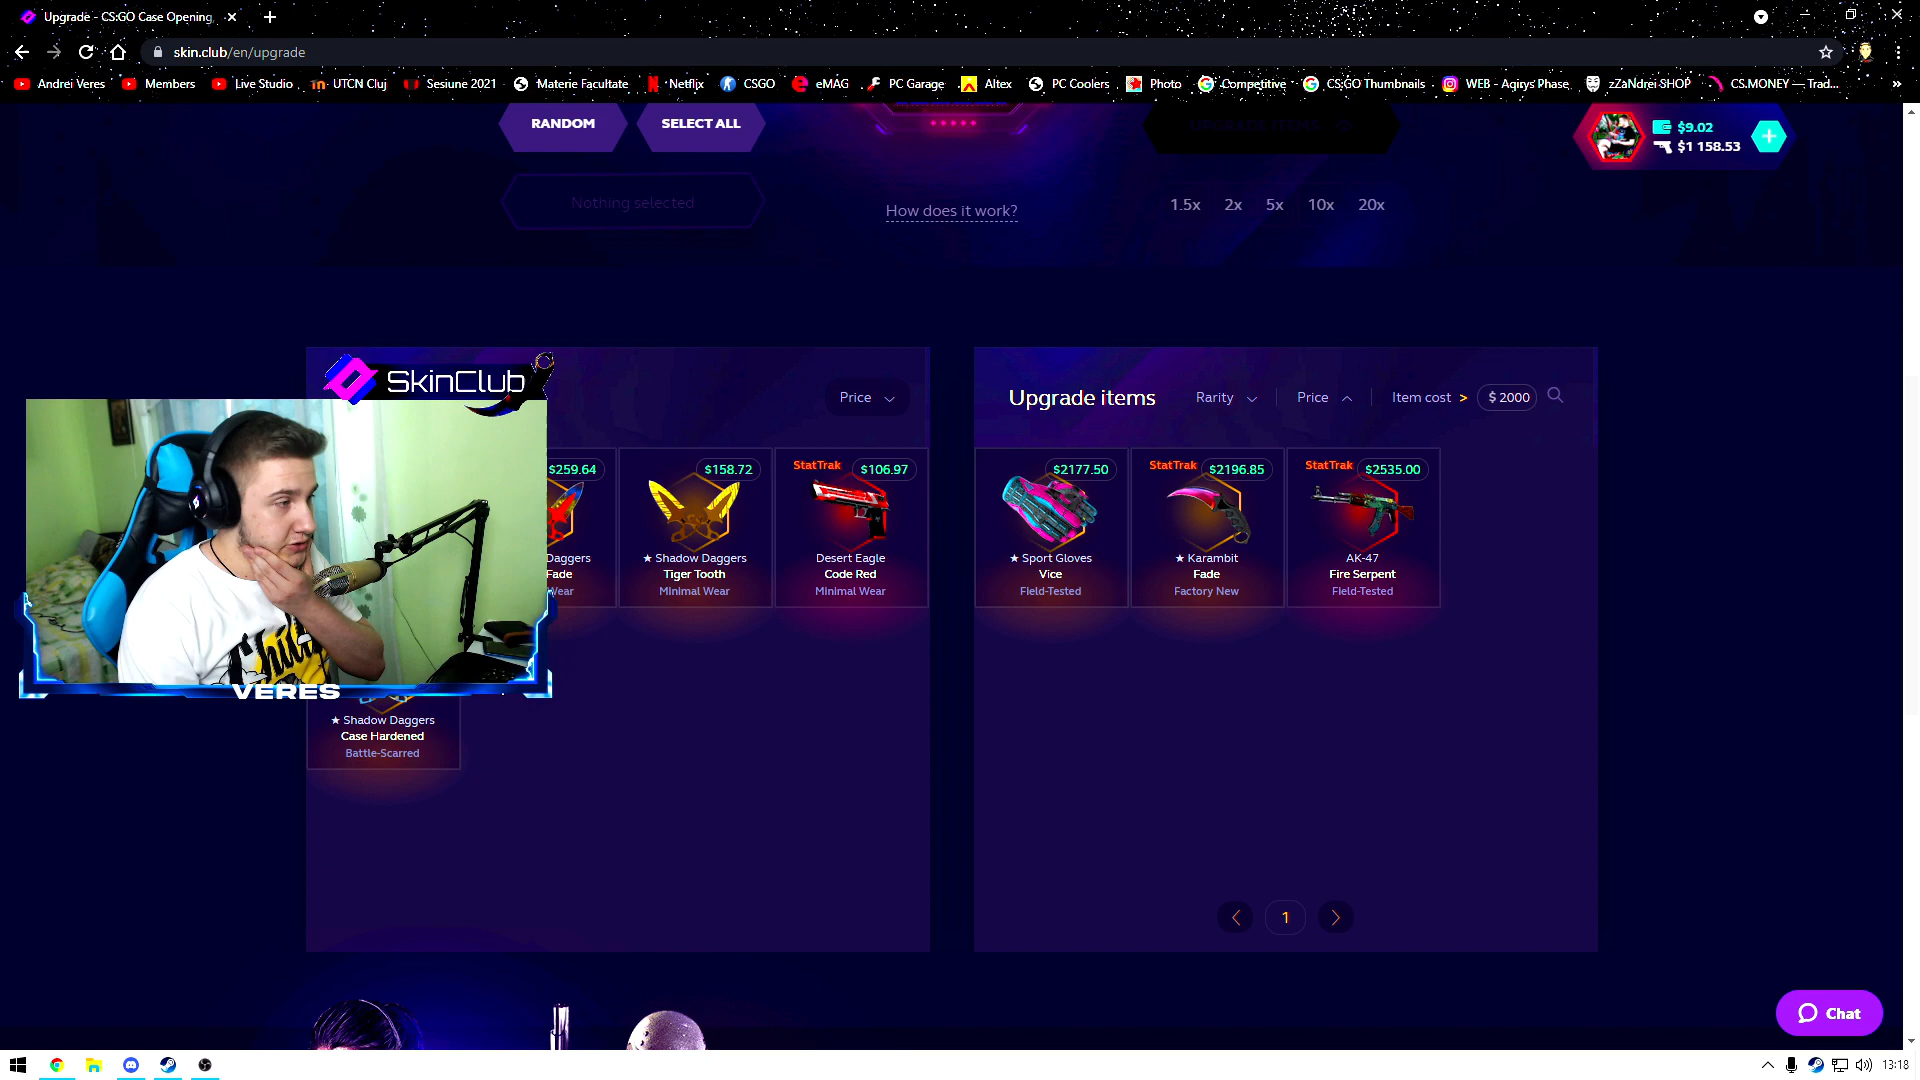 Upgrade - CS:GO Case Opening
skin.club/en/upgrade
Andrei Veres
Members
Live Studio
UTCN Cluj
Sesiune 2021
Materie Facultate
Netflix
CSGO
eMAG
PC Garage
Altex
PC Coolers
Photo
Competitive
CS:GO Thumbnails
WEB - Aqirys Phase
zZaNdrei SHOP
CS.MONEY — Trad...
»
RANDOM
SELECT ALL
UPGRADE ITEMS
$9.02
$1 158.53
Nothing selected
How does it work?
1.5x 2x 5x 10x 20x
SkinClub
Price
Upgrade items
Rarity
Price
Item cost >
$ 2000
$259.64
Daggers
Fade
Wear
$158.72
★ Shadow Daggers
Tiger Tooth
Minimal Wear
StatTrak $106.97
Desert Eagle
Code Red
Minimal Wear
$2177.50
★ Sport Gloves
Vice
Field-Tested
StatTrak $2196.85
★ Karambit
Fade
Factory New
StatTrak $2535.00
AK-47
Fire Serpent
Field-Tested
VERES
★ Shadow Daggers
Case Hardened
Battle-Scarred
1
Chat
13:18